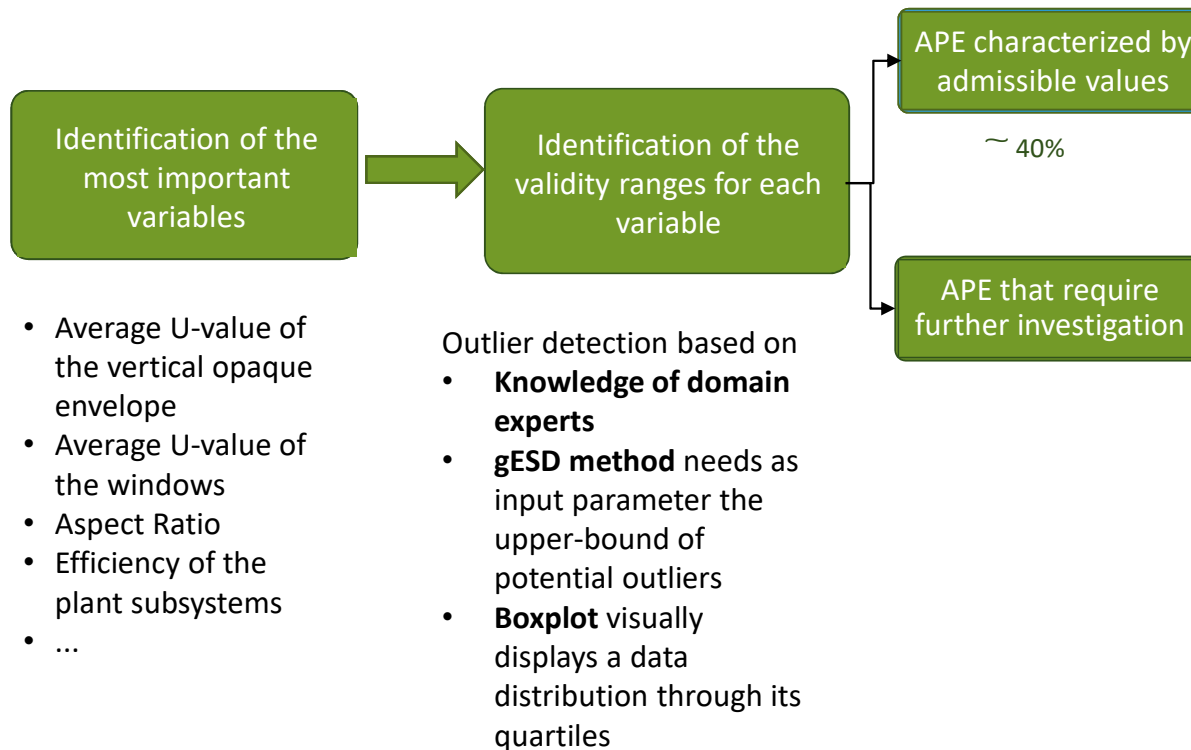 Identification of the
most important
variables
• Average U-value of
the vertical opaque
envelope
• Average U-value of
the windows
• Aspect Ratio
• Efficiency of the
plant subsystems
• ...
Identification of the
validity ranges for each
variable
Outlier detection based on
• Knowledge of domain
experts
• gESD method needs as
input parameter the
upper-bound of
potential outliers
• Boxplot visually
displays a data
distribution through its
quartiles
APE characterized by
admissible values
~ 40%
APE that require
further investigation